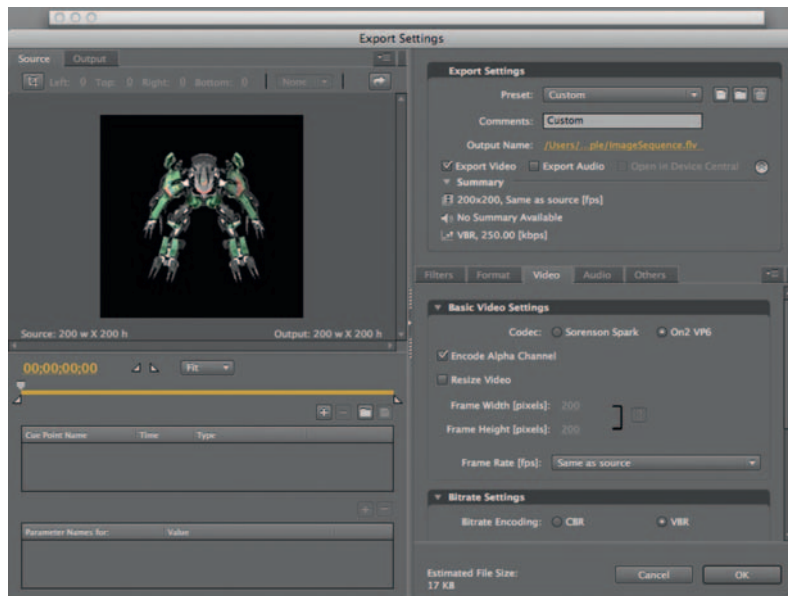 Export Settings
Source Output
Left: 0 Top: 0 Right: 0 Bottom: 0 None
Source: 200 w X 200 h Output: 200 w X 200 h
00;00;00;00 Fit
Cue Point Name Time Type
Parameter Names for: Value
Export Settings
Preset: Custom
Comments: Custom
Output Name: /Users/...ple/ImageSequence.flv
Export Video Export Audio Open in Device Central
Summary
200x200, Same as source [fps]
No Summary Available
VBR, 250.00 [kbps]
Filters Format Video Audio Others
Basic Video Settings
Codec: Sorenson Spark On2 VP6
Encode Alpha Channel
Resize Video
Frame Width [pixels]: 200
Frame Height [pixels]: 200
Frame Rate [fps]: Same as source
Bitrate Settings
Bitrate Encoding: CBR VBR
Estimated File Size:
17 KB
Cancel OK